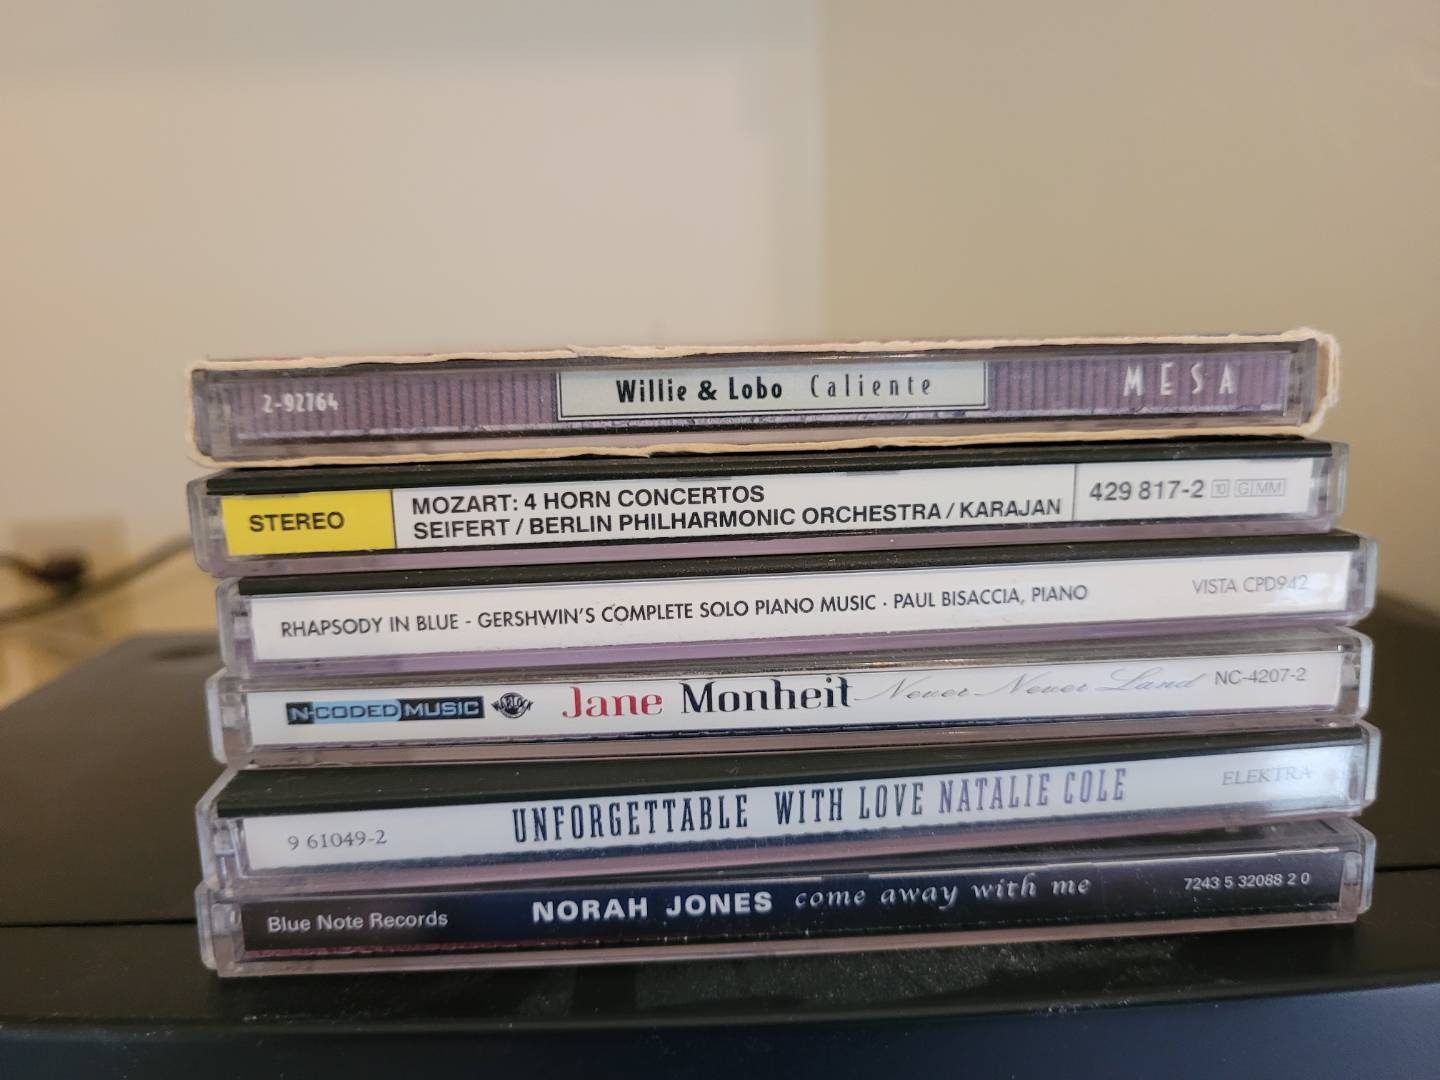 2-92764 Willie & Lobo Caliente MESA
STEREO
MOZART: 4 HORN CONCERTOS
SEIFERT / BERLIN PHILHARMONIC ORCHESTRA / KARAJAN
429 817-2 10 G MM
RHAPSODY IN BLUE - GERSHWIN'S COMPLETE SOLO PIANO MUSIC · PAUL BISACCIA, PIANO VISTA CPD942
N-CODED MUSIC Jane Monheit Never Never Land NC-4207-2
9 61049-2 UNFORGETTABLE WITH LOVE NATALIE COLE ELEKTRA
Blue Note Records NORAH JONES come away with me 7243 5 32088 2 0